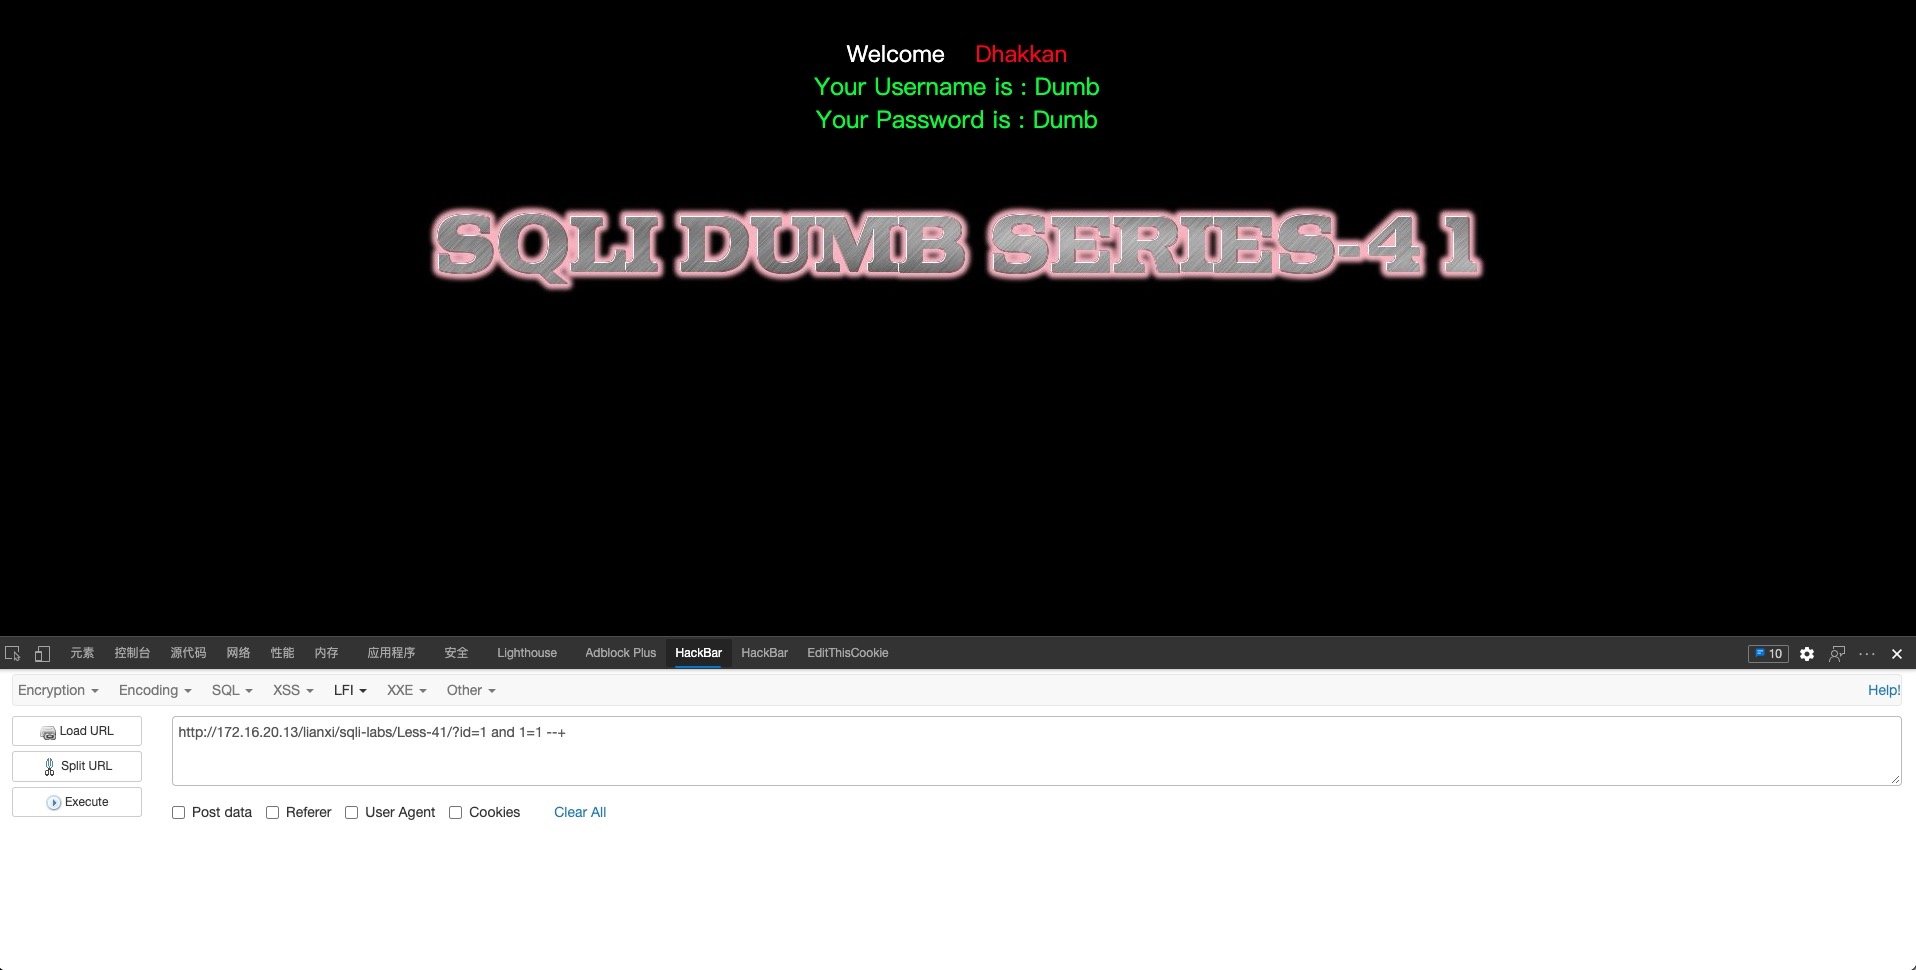 Welcome Dhakkan
Your Username is : Dumb
Your Password is : Dumb
SQLI DUMB SERIES-41
元素 控制台 源代码 网络 性能 内存 应用程序 安全 Lighthouse Adblock Plus HackBar HackBar EditThisCookie 10
Encryption Encoding SQL XSS LFI XXE Other Help!
Load URL http://172.16.20.13/lianxi/sqli-labs/Less-41/?id=1 and 1=1 --+
Split URL
Execute
Post data Referer User Agent Cookies Clear All